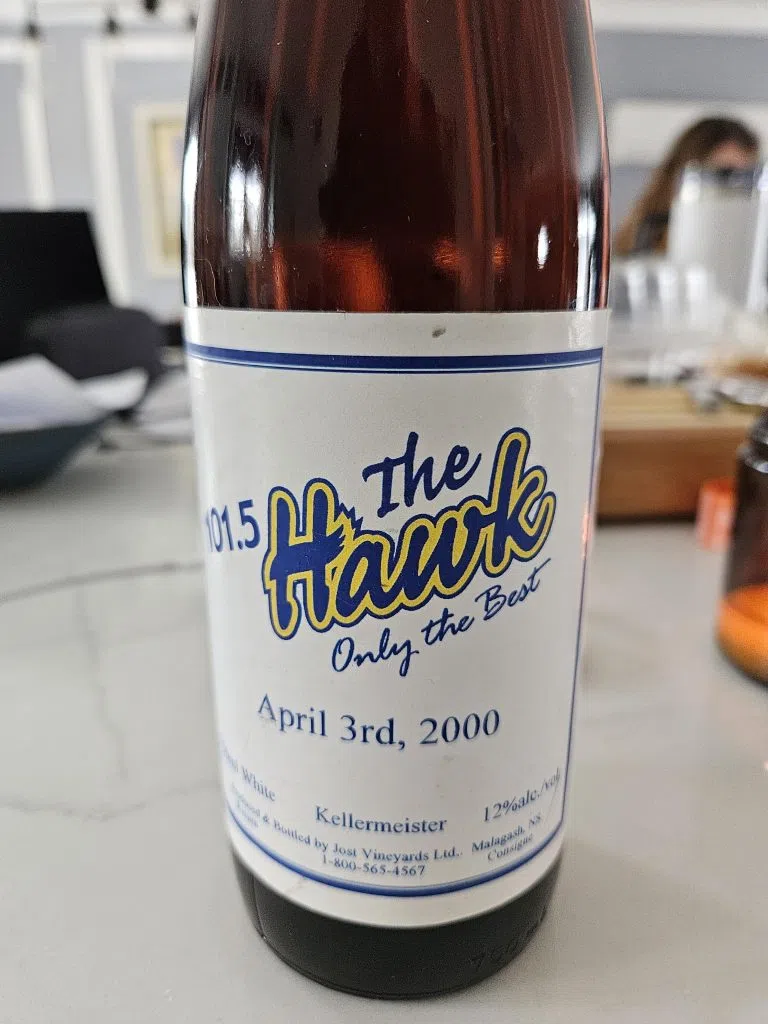 The
101.5 Hawk
Only the Best
April 3rd, 2000
White
Kellermeister
12%alc./vol
& Bottled by Jost Vineyards Ltd.. Malagash, NS
1-800-565-4567
Consigne